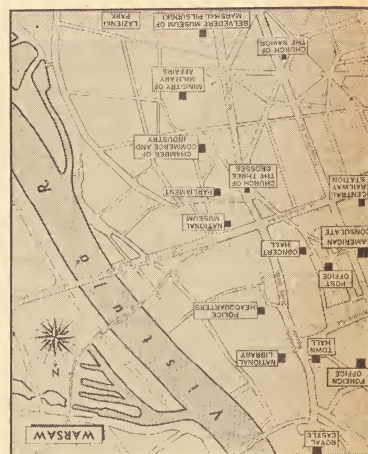 WARSAW
ROYAL
CASTLE
FOREIGN
OFFICE
TOWN
HALL
NATIONAL
LIBRARY
N
Vistula R.
POLICE
HEADQUARTERS
POST
OFFICE
AMERICAN
CONSULATE
CONCERT
HALL
NATIONAL
MUSEUM
CENTRAL
RAILWAY
STATION
CHURCH OF
THE THREE
CROSSES
PARLIAMENT
CHAMBER OF
COMMERCE AND
INDUSTRY
MINISTRY OF
MILITARY
AFFAIRS
CHURCH OF
THE SAVIOR
BELVEDERE MUSEUM OF
MARSHAL PILSUDSKI
LAZIENKI
PARK